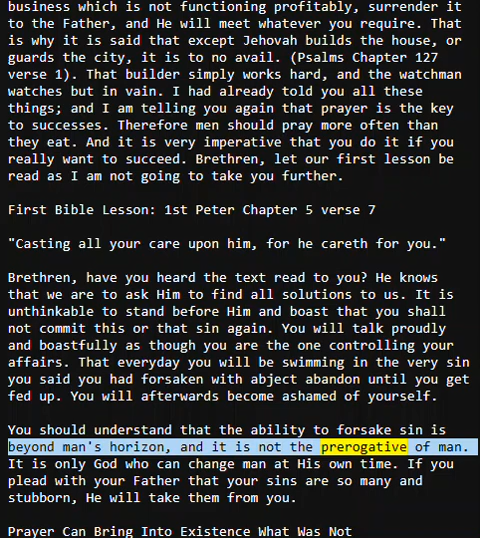 business which is not functioning profitably, surrender it
to the Father, and He will meet whatever you require. That
is why it is said that except Jehovah builds the house, or
guards the city, it is to no avail. (Psalms Chapter 127
verse 1). That builder simply works hard, and the watchman
watches but in vain. I had already told you all these
things; and I am telling you again that prayer is the key
to successes. Therefore men should pray more often than
they eat. And it is very imperative that you do it if you
really want to succeed. Brethren, let our first lesson be
read as I am not going to take you further.
First Bible Lesson: 1st Peter Chapter 5 verse 7
"Casting all your care upon him, for he careth for you."
Brethren, have you heard the text read to you? He knows
that we are to ask Him to find all solutions to us. It is
unthinkable to stand before Him and boast that you shall
not commit this or that sin again. You will talk proudly
and boastfully as though you are the one controlling your
affairs. That everyday you will be swimming in the very sin
you said you had forsaken with abject abandon until you get
fed up. You will afterwards become ashamed of yourself.
You should understand that the ability to forsake sin is
beyond man's horizon, and it is not the prerogative of man.
It is only God who can change man at His own time. If you
plead with your Father that your sins are so many and
stubborn, He will take them from you.
Prayer Can Bring Into Existence What Was Not